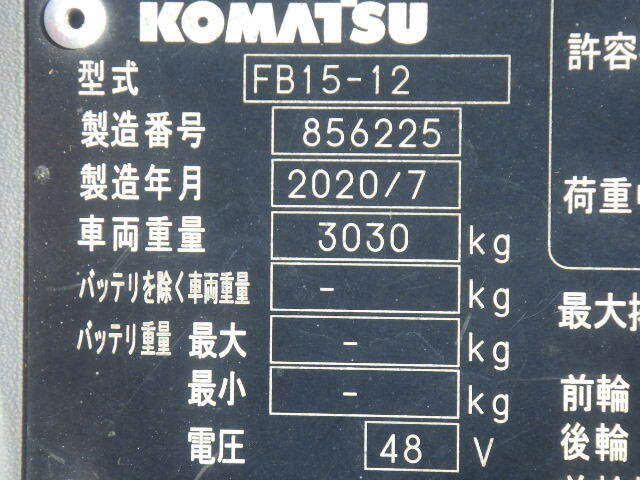 KOMATSU
型式 FB15-12
製造番号 856225
製造年月 2020/7
車両重量 3030 kg
バッテリを除く車両重量 - kg
バッテリ重量 最大 - kg
最小 - kg
電圧 48 V
許容
荷重
最大
前輪
後輪